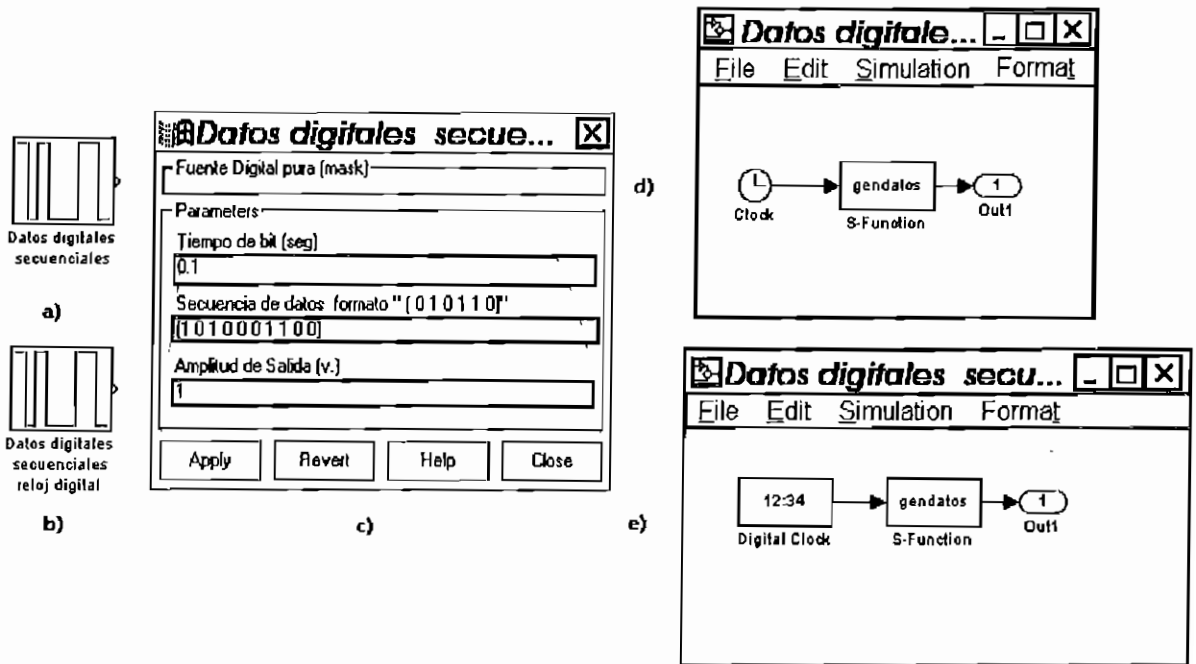 Datos digitales
secuenciales
a)
Datos digitales
secuenciales
reloj digital
b)
Datos digitales secue...
Fuente Digital pura (mask)
Parameters
Tiempo de bit (seg)
0.1
Secuencia de datos formato " [ 0 1 0 1 1 0]"
[1 0 1 0 0 0 1 1 0 0]
Amplitud de Salida (v.)
1
Apply Revert Help Close
c)
d)
Datos digitale...
File Edit Simulation Format
Clock
gendatos
S-Function
1
Out1
e)
Datos digitales secu...
File Edit Simulation Format
12:34
Digital Clock
gendatos
S-Function
1
Out1